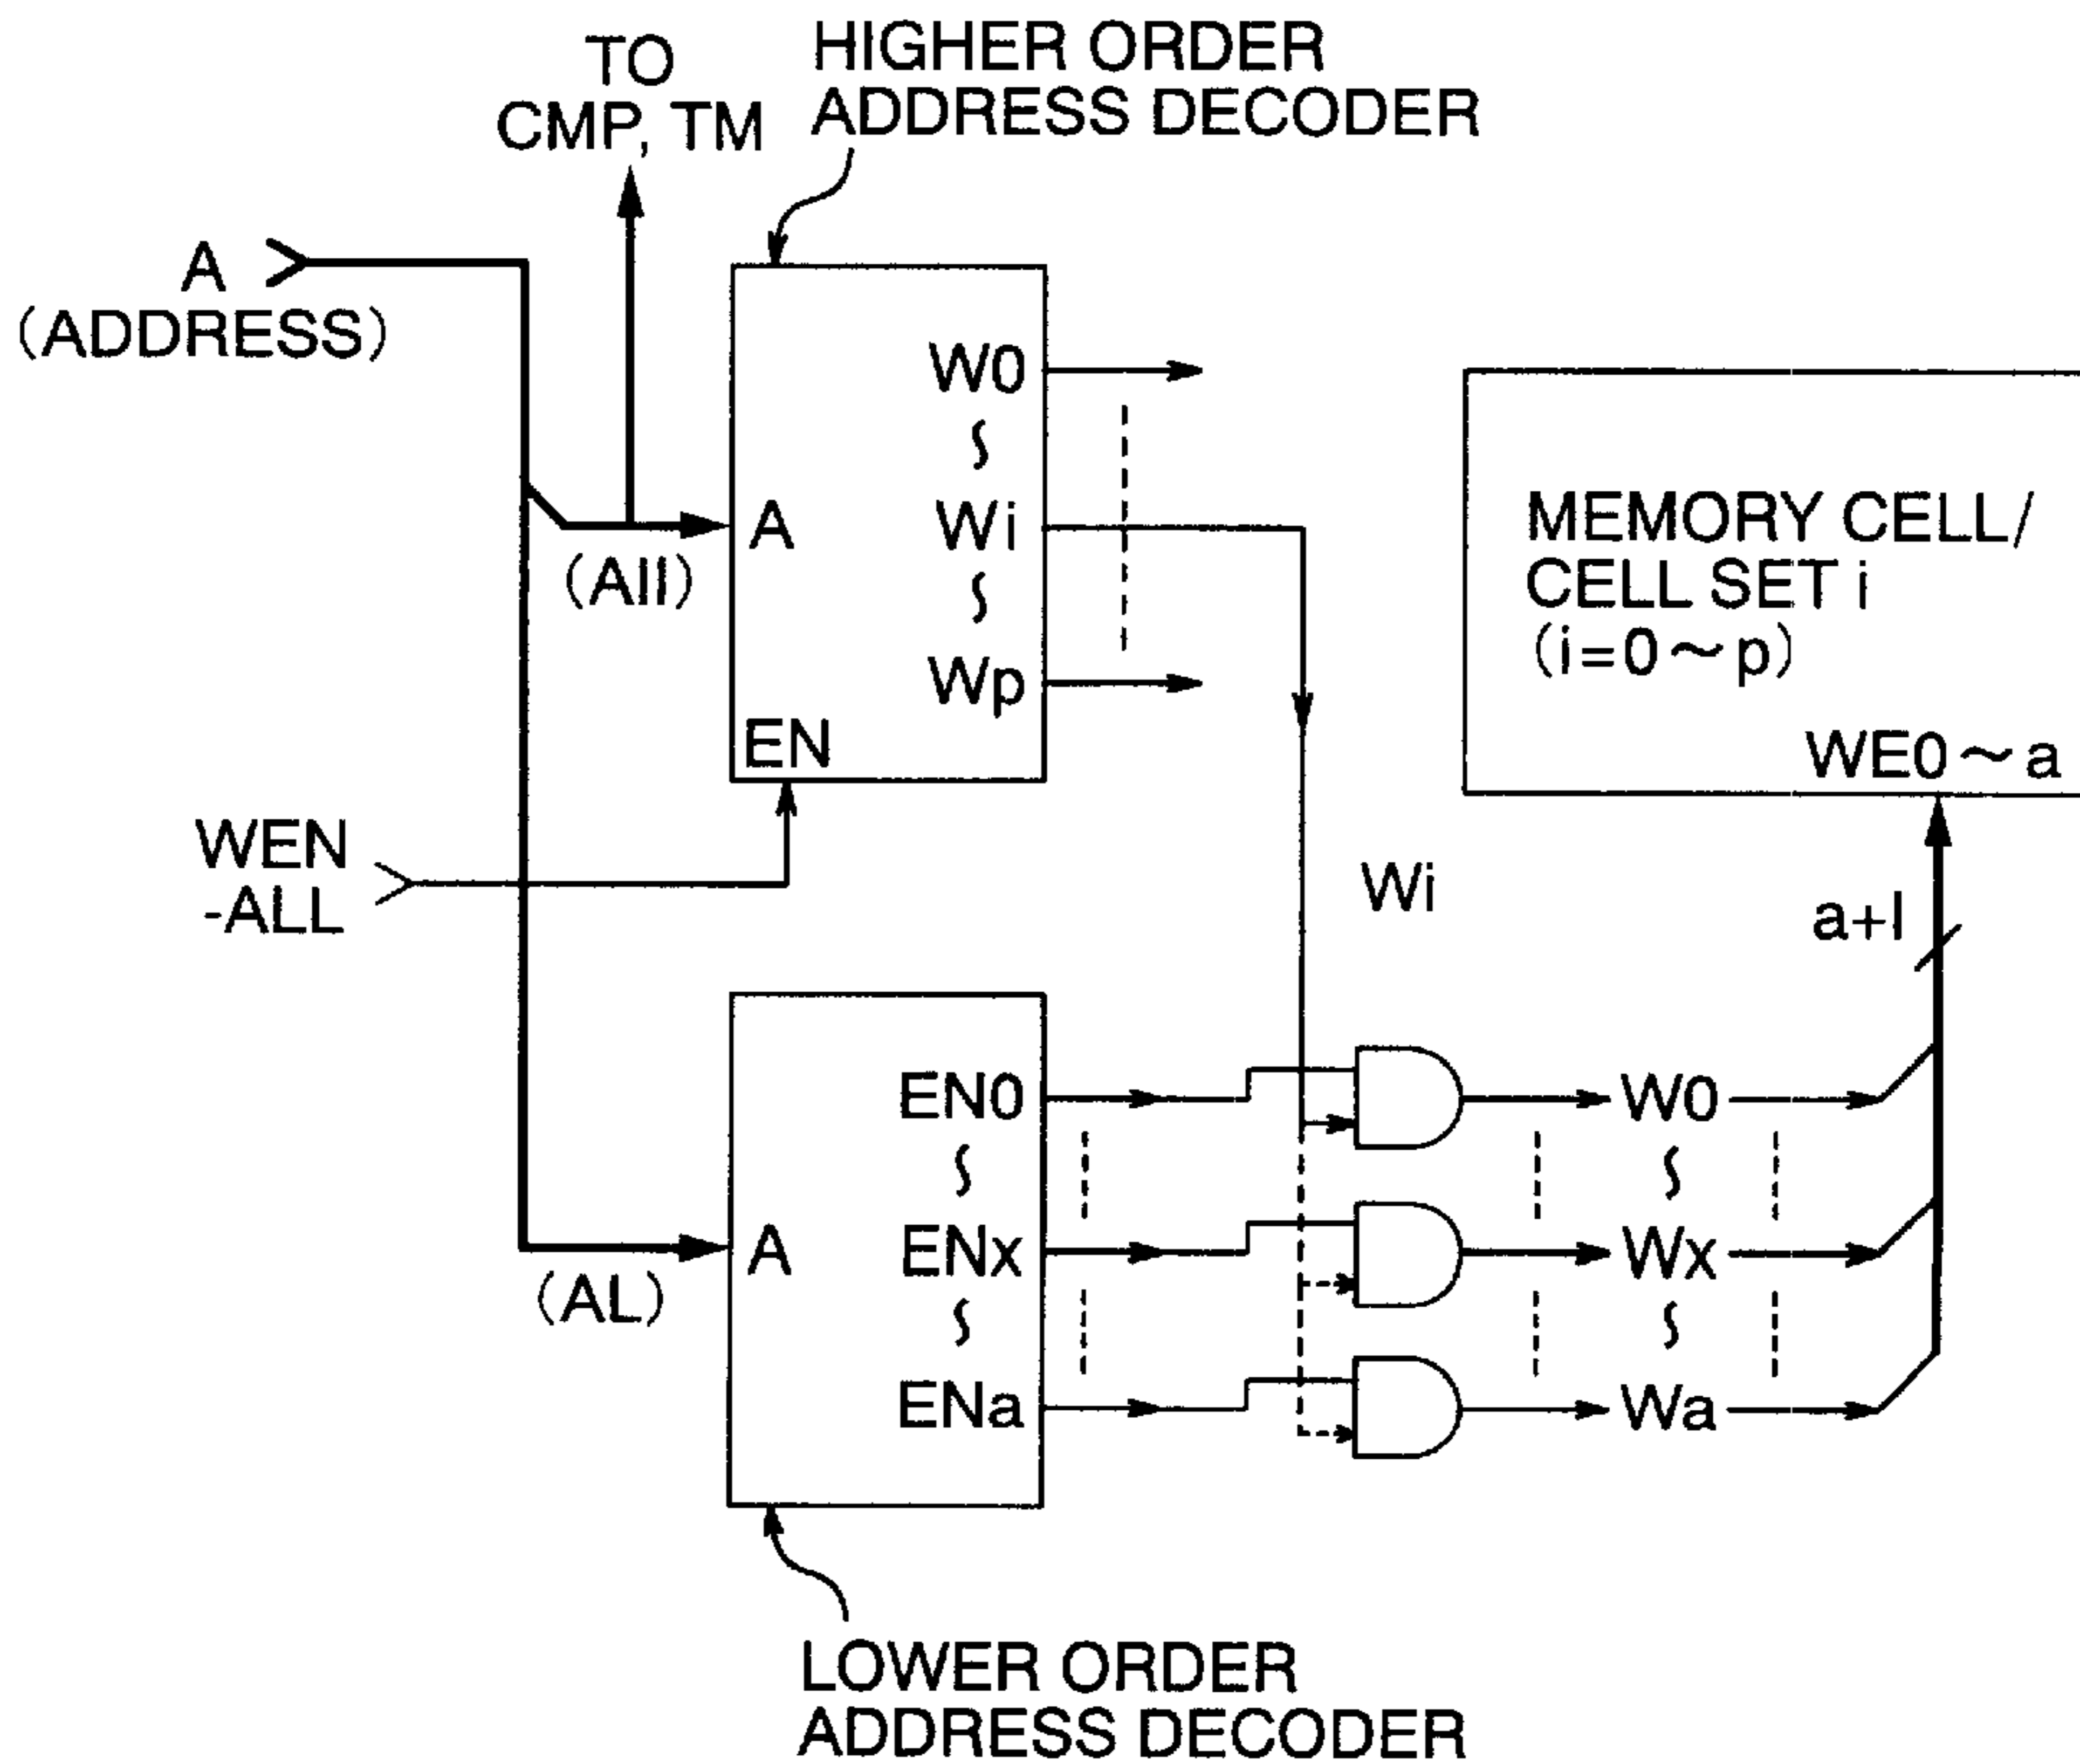 TO
CMP, TM
HIGHER ORDER
ADDRESS DECODER
A
(ADDRESS)
W0
~
A
Wi
(AII)
~
Wp
EN
MEMORY CELL/
CELL SET i
(i=0~p)
WE0~a
WEN
-ALL
Wi
a+I
EN0
W0
~
~
A
ENx
Wx
(AL)
~
~
ENa
Wa
LOWER ORDER
ADDRESS DECODER